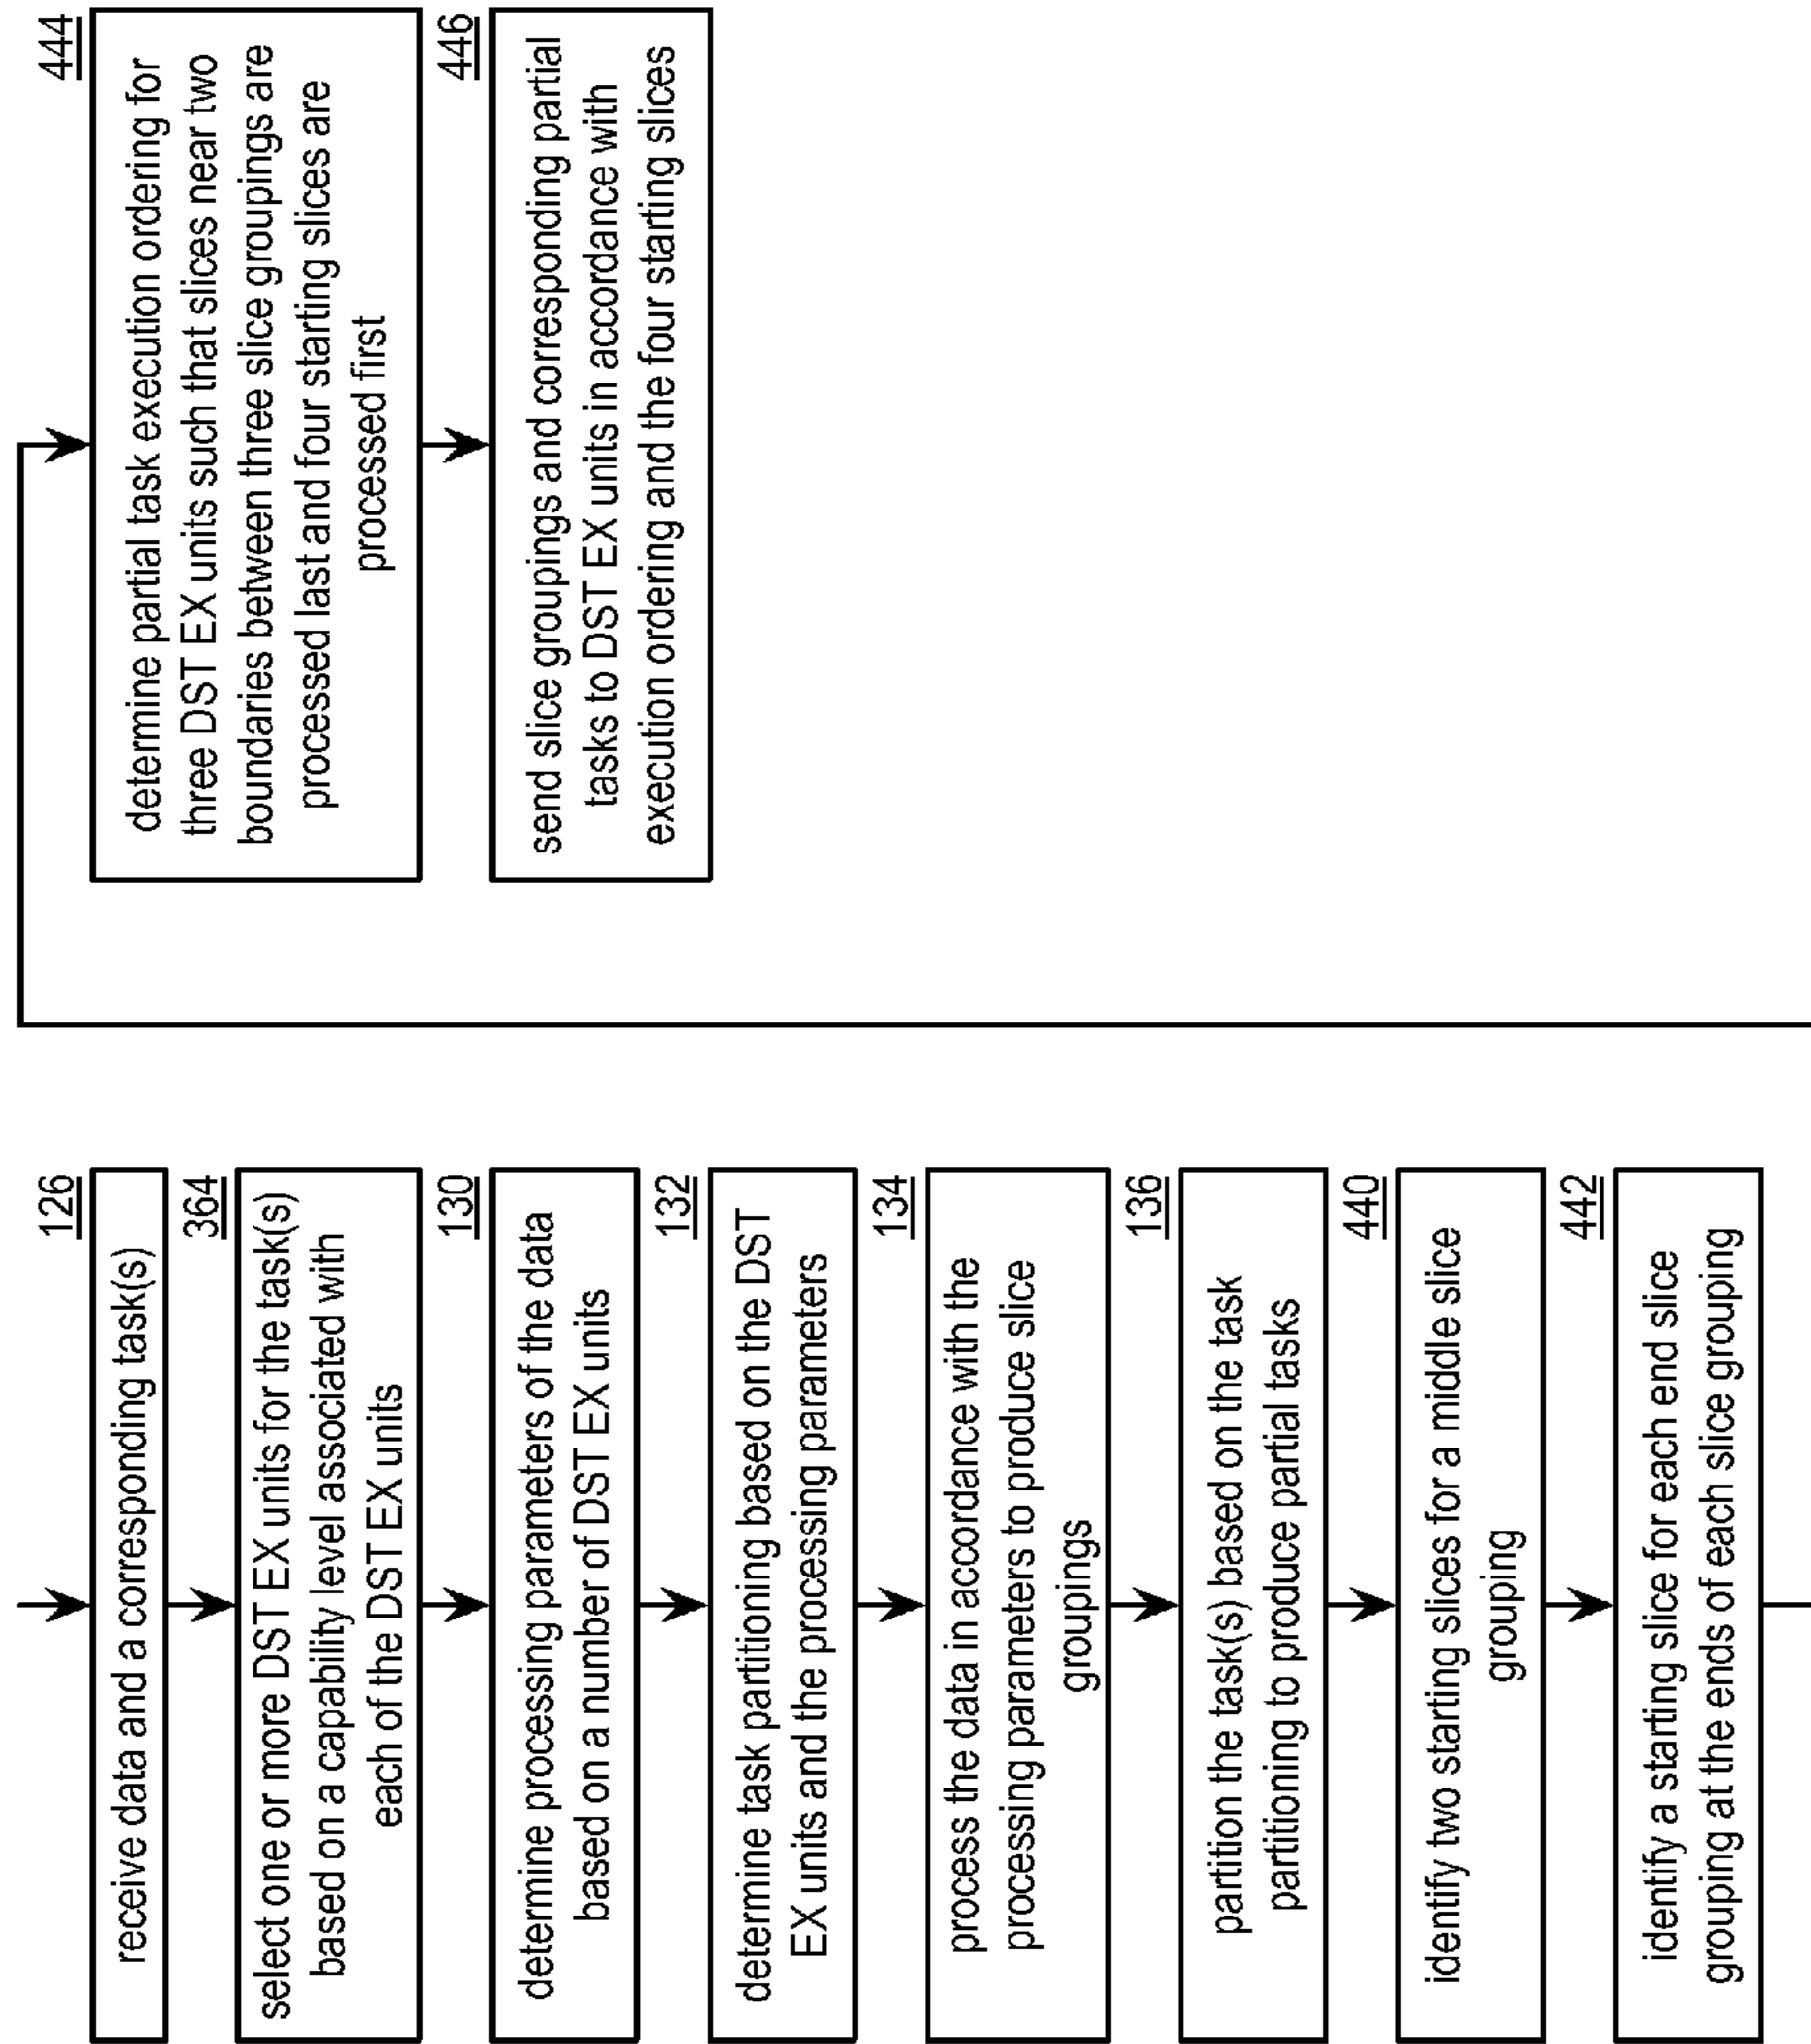 126
receive data and a corresponding task(s)
364
select one or more DST EX units for the task(s)
based on a capability level associated with
each of the DST EX units
130
determine processing parameters of the data
based on a number of DST EX units
132
determine task partitioning based on the DST
EX units and the processing parameters
134
process the data in accordance with the
processing parameters to produce slice
groupings
136
partition the task(s) based on the task
partitioning to produce partial tasks
440
identify two starting slices for a middle slice
grouping
442
identify a starting slice for each end slice
grouping at the ends of each slice grouping
444
determine partial task execution ordering for
three DST EX units such that slices near two
boundaries between three slice groupings are
processed last and four starting slices are
processed first
446
send slice groupings and corresponding partial
tasks to DST EX units in accordance with
execution ordering and the four starting slices